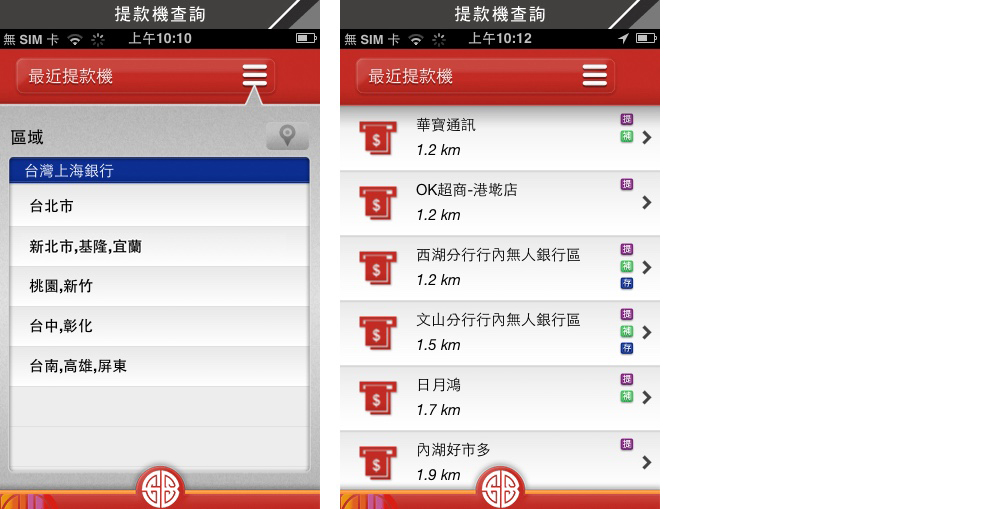 提款機查詢
無 SIM 卡
上午10:10
最近提款機
區域
台灣上海銀行
台北市
新北市,基隆,宜蘭
桃園,新竹
台中,彰化
台南,高雄,屏東
提款機查詢
無 SIM 卡
上午10:12
最近提款機
華寶通訊
提
補
1.2 km
OK超商-港墘店
提
1.2 km
西湖分行行內無人銀行區
提
補
1.2 km
存
文山分行行內無人銀行區
提
補
1.5 km
存
日月鴻
提
補
1.7 km
內湖好市多
提
1.9 km